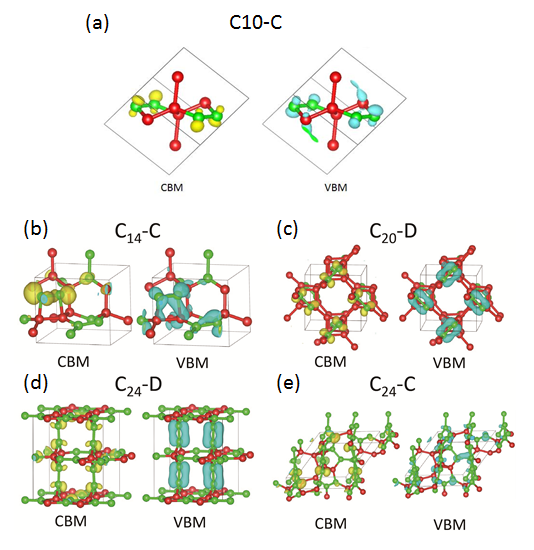 (a) C10-C
CBM VBM
(b) C₁₄-C (c) C₂₀-D
CBM VBM CBM VBM
(d) C₂₄-D (e) C₂₄-C
CBM VBM CBM VBM